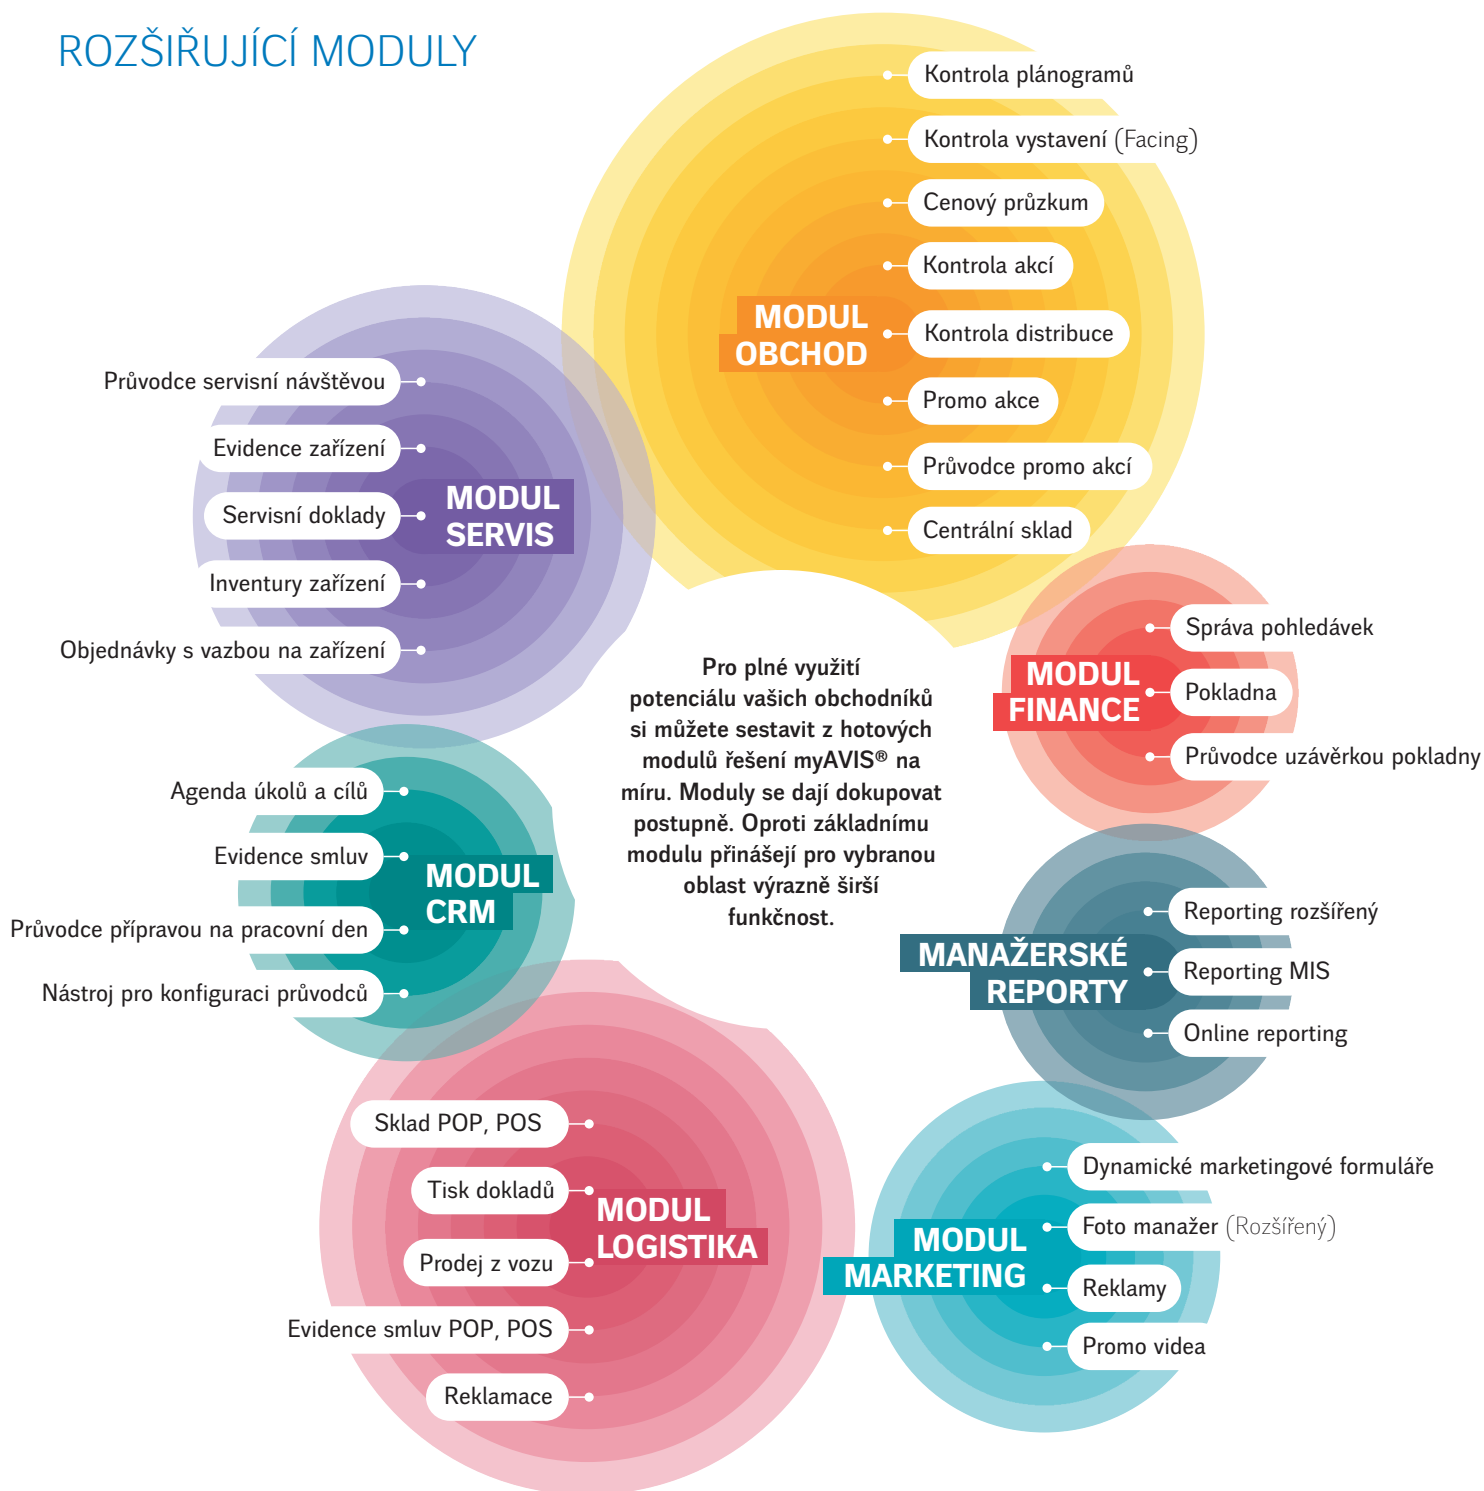 ROZŠIŘUJÍCÍ MODULY
Kontrola plánogramů
Kontrola vystavení (Facing)
Cenový průzkum
Kontrola akcí
MODUL
OBCHOD
Kontrola distribuce
Promo akce
Průvodce promo akcí
Centrální sklad
Průvodce servisní návštěvou
Evidence zařízení
Servisní doklady
Inventury zařízení
Objednávky s vazbou na zařízení
MODUL
SERVIS
Pro plné využití
potenciálu vašich obchodníků
si můžete sestavit z hotových
modulů řešení myAVIS® na
míru. Moduly se dají dokupovat
postupně. Oproti základnímu
modulu přinášejí pro vybranou
oblast výrazně širší
funkčnost.
MODUL
FINANCE
Správa pohledávek
Pokladna
Průvodce uzávěrkou pokladny
Agenda úkolů a cílů
Evidence smluv
Průvodce přípravou na pracovní den
Nástroj pro konfiguraci průvodců
MODUL
CRM
MANAŽERSKÉ
REPORTY
Reporting rozšířený
Reporting MIS
Online reporting
Sklad POP, POS
Tisk dokladů
Prodej z vozu
Evidence smluv POP, POS
Reklamace
MODUL
LOGISTIKA
MODUL
MARKETING
Dynamické marketingové formuláře
Foto manažer (Rozšířený)
Reklamy
Promo videa